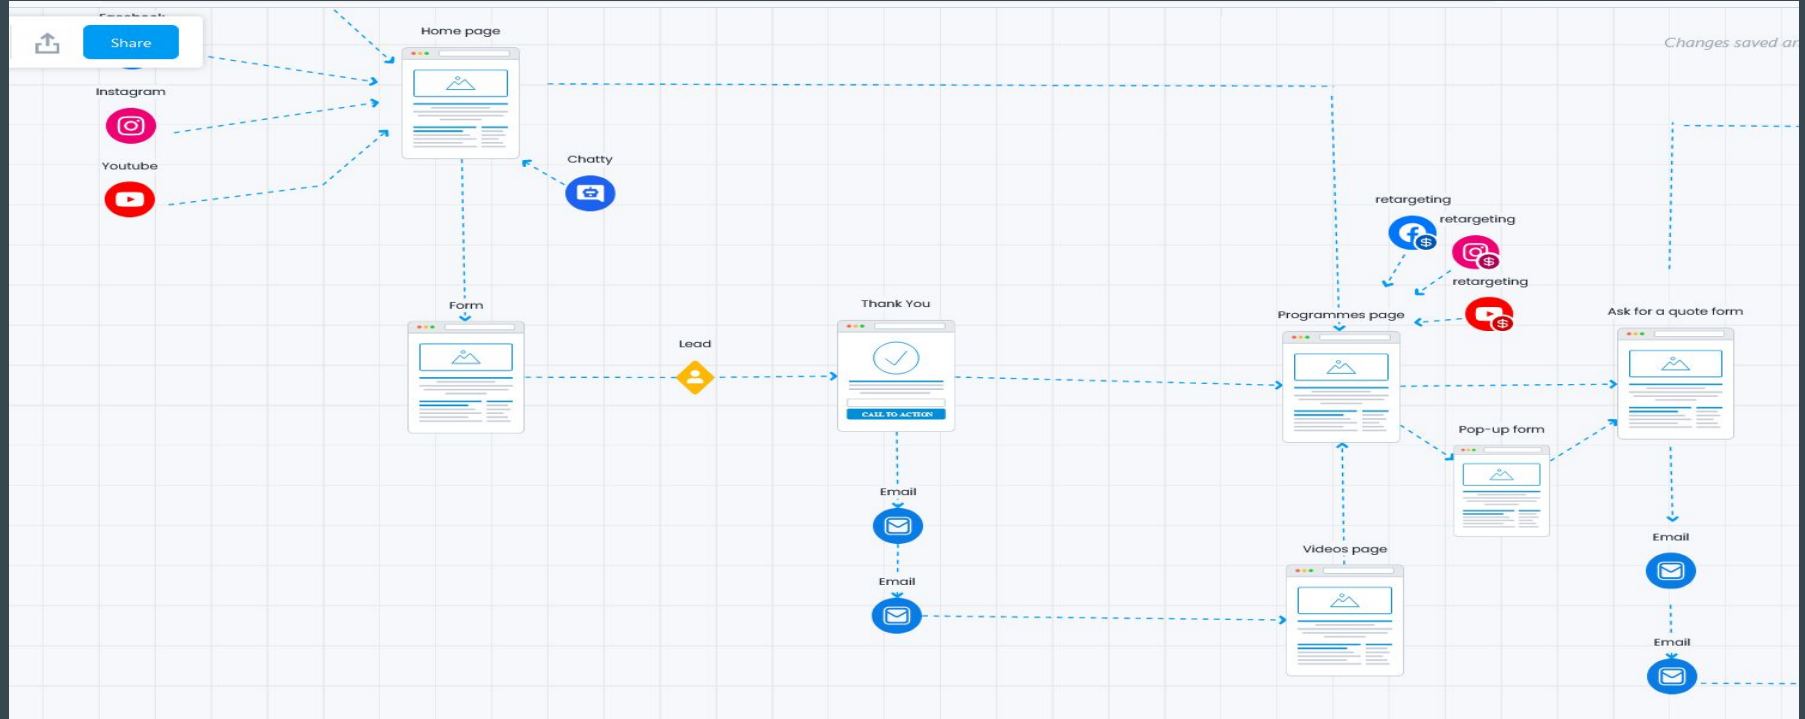 Facebook
Share
Home page
Changes saved
Instagram
Youtube
Chatty
retargeting
retargeting
retargeting
Form
Thank You
Programmes page
Ask for a quote form
Lead
CALL TO ACTION
Pop-up form
Email
Email
Videos page
Email
Email